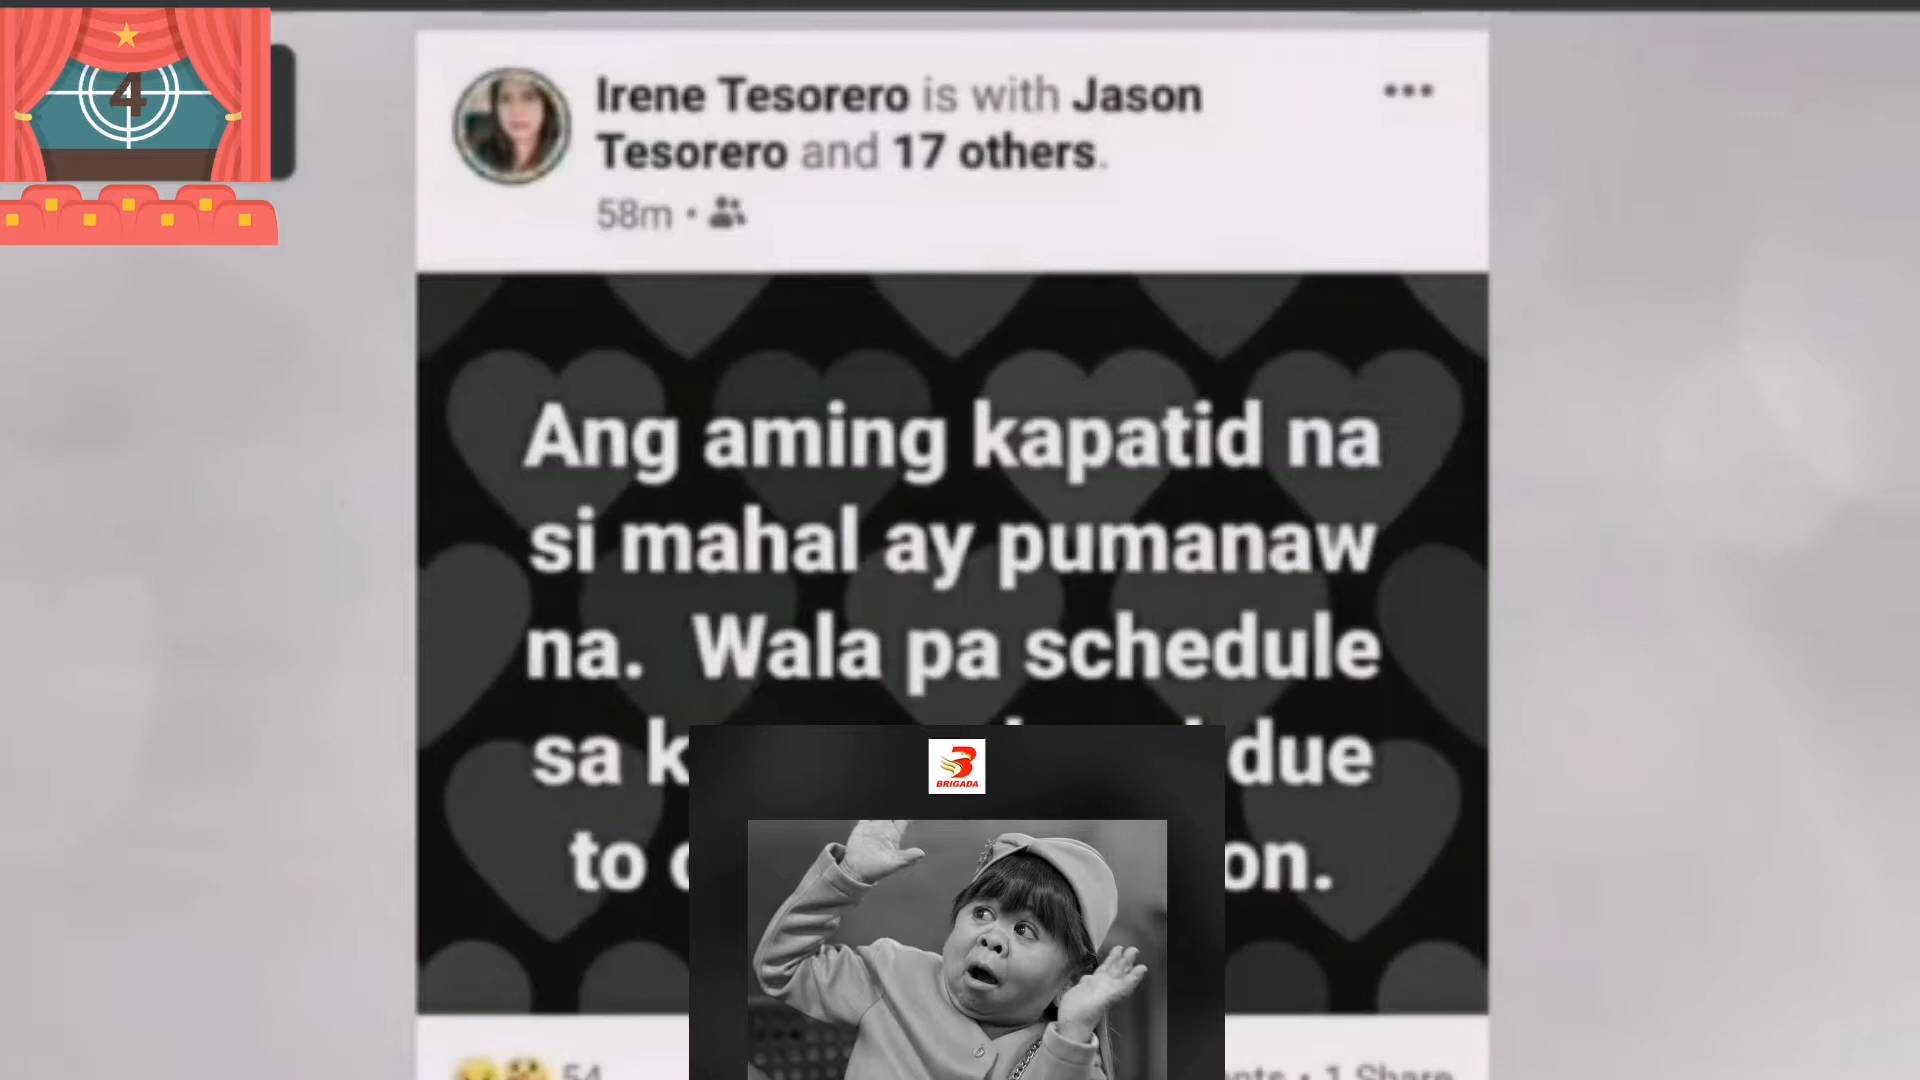 4
Irene Tesorero is with Jason
Tesorero and 17 others.
58m
Ang aming kapatid na
si mahal ay pumanaw
na. Wala pa schedule
sa
due
to
BRIGADA
54
1 Share